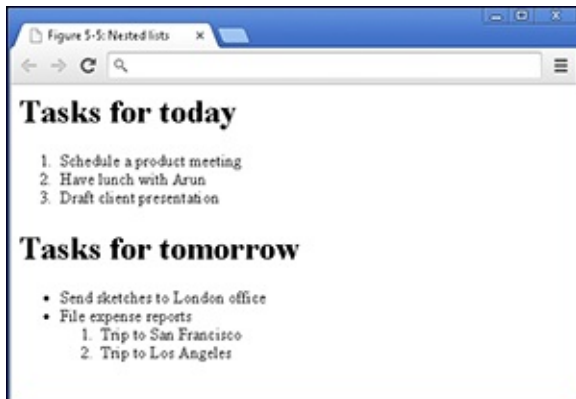 Figure 5-5: Nested lists
Tasks for today
1. Schedule a product meeting
2. Have lunch with Arun
3. Draft client presentation
Tasks for tomorrow
• Send sketches to London office
• File expense reports
1. Trip to San Francisco
2. Trip to Los Angeles